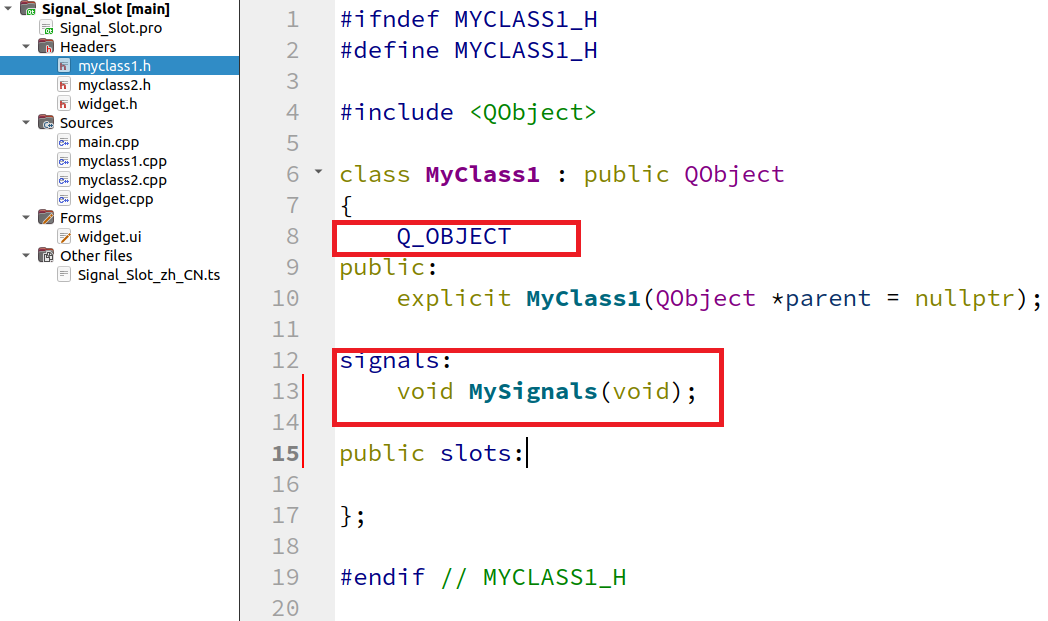 Signal_Slot [main]
Signal_Slot.pro
Headers
myclass1.h
myclass2.h
widget.h
Sources
main.cpp
myclass1.cpp
myclass2.cpp
widget.cpp
Forms
widget.ui
Other files
Signal_Slot_zh_CN.ts
1 #ifndef MYCLASS1_H
2 #define MYCLASS1_H
3
4 #include <QObject>
5
6 class MyClass1 : public QObject
7 {
8 Q_OBJECT
9 public:
10 explicit MyClass1(QObject *parent = nullptr);
11
12 signals:
13 void MySignals(void);
14
15 public slots:
16
17 };
18
19 #endif // MYCLASS1_H
20